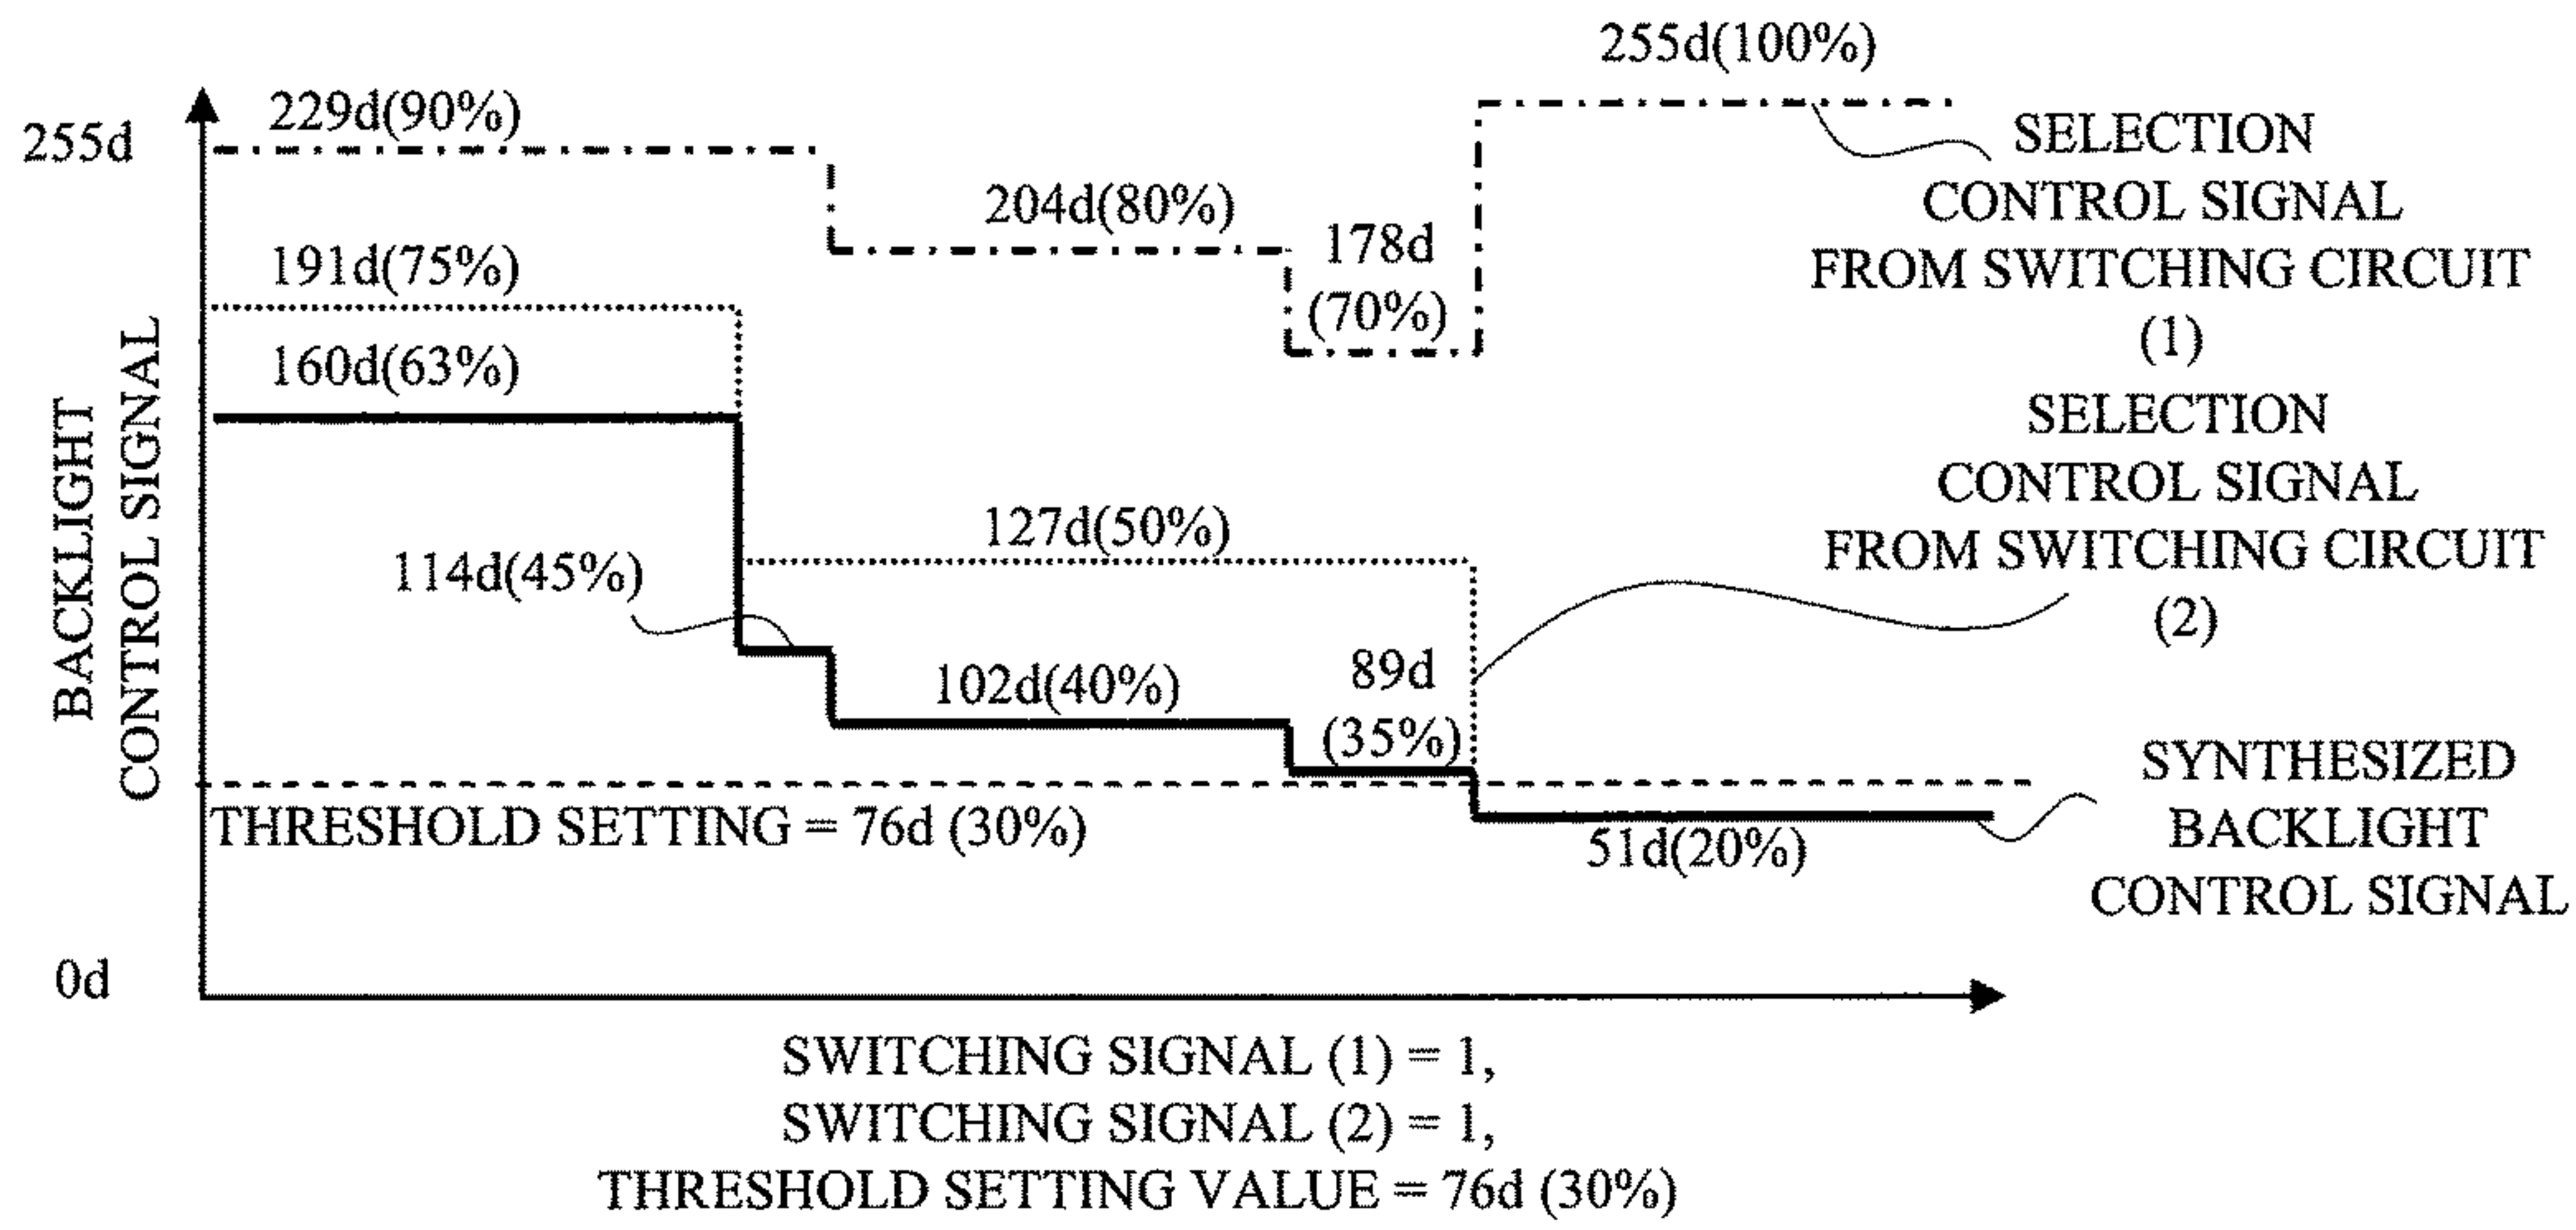 255d(100%)
229d(90%)
255d
SELECTION
CONTROL SIGNAL
FROM SWITCHING CIRCUIT
(1)
204d(80%)
178d
(70%)
191d(75%)
160d(63%)
BACKLIGHT
CONTROL SIGNAL
SELECTION
CONTROL SIGNAL
FROM SWITCHING CIRCUIT
(2)
127d(50%)
114d(45%)
102d(40%)
89d
(35%)
SYNTHESIZED
BACKLIGHT
CONTROL SIGNAL
THRESHOLD SETTING = 76d (30%)
51d(20%)
0d
SWITCHING SIGNAL (1) = 1,
SWITCHING SIGNAL (2) = 1,
THRESHOLD SETTING VALUE = 76d (30%)